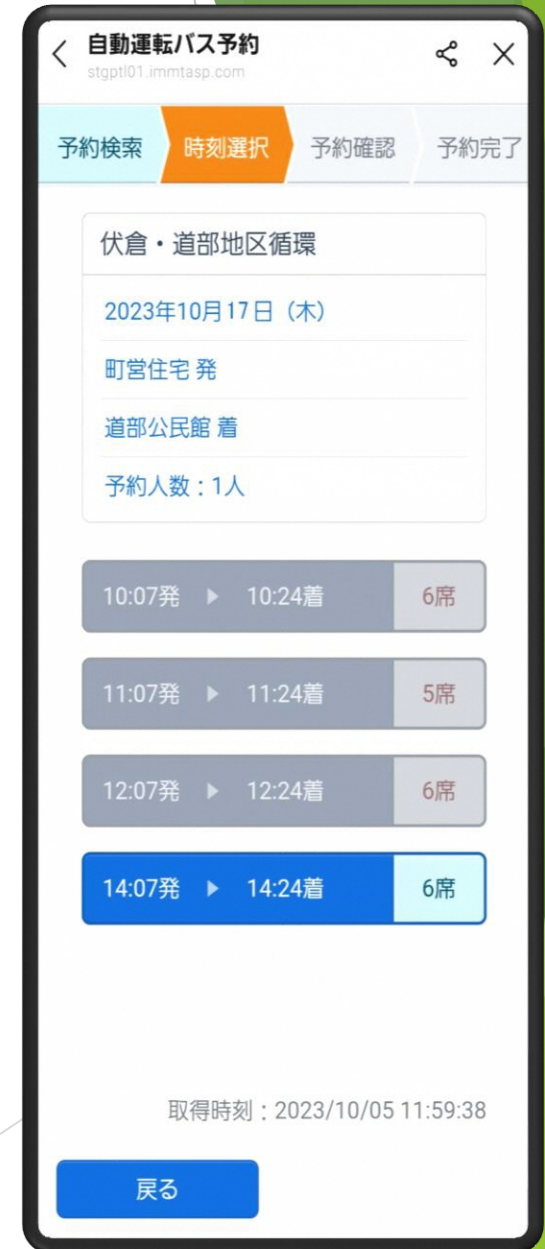 自動運転バス予約
stgptl01.immtasp.com
予約検索 時刻選択 予約確認 予約完了
伏倉・道部地区循環
2023年10月17日（木）
町営住宅 発
道部公民館 着
予約人数：1人
10:07発 ▶ 10:24着 6席
11:07発 ▶ 11:24着 5席
12:07発 ▶ 12:24着 6席
14:07発 ▶ 14:24着 6席
取得時刻：2023/10/05 11:59:38
戻る